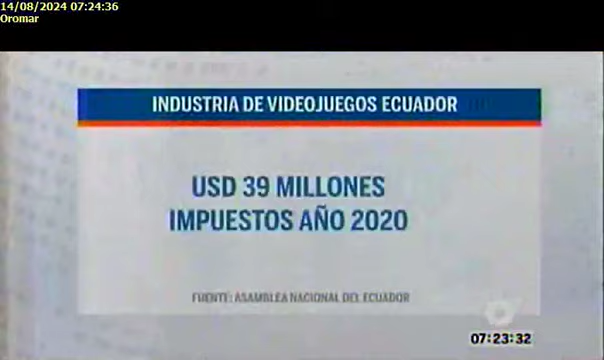 14/08/2024 07:24:36
Oromar
INDUSTRIA DE VIDEOJUEGOS ECUADOR
USD 39 MILLONES
IMPUESTOS AÑO 2020
FUENTE: ASAMBLEA NACIONAL DEL ECUADOR
07:23:32